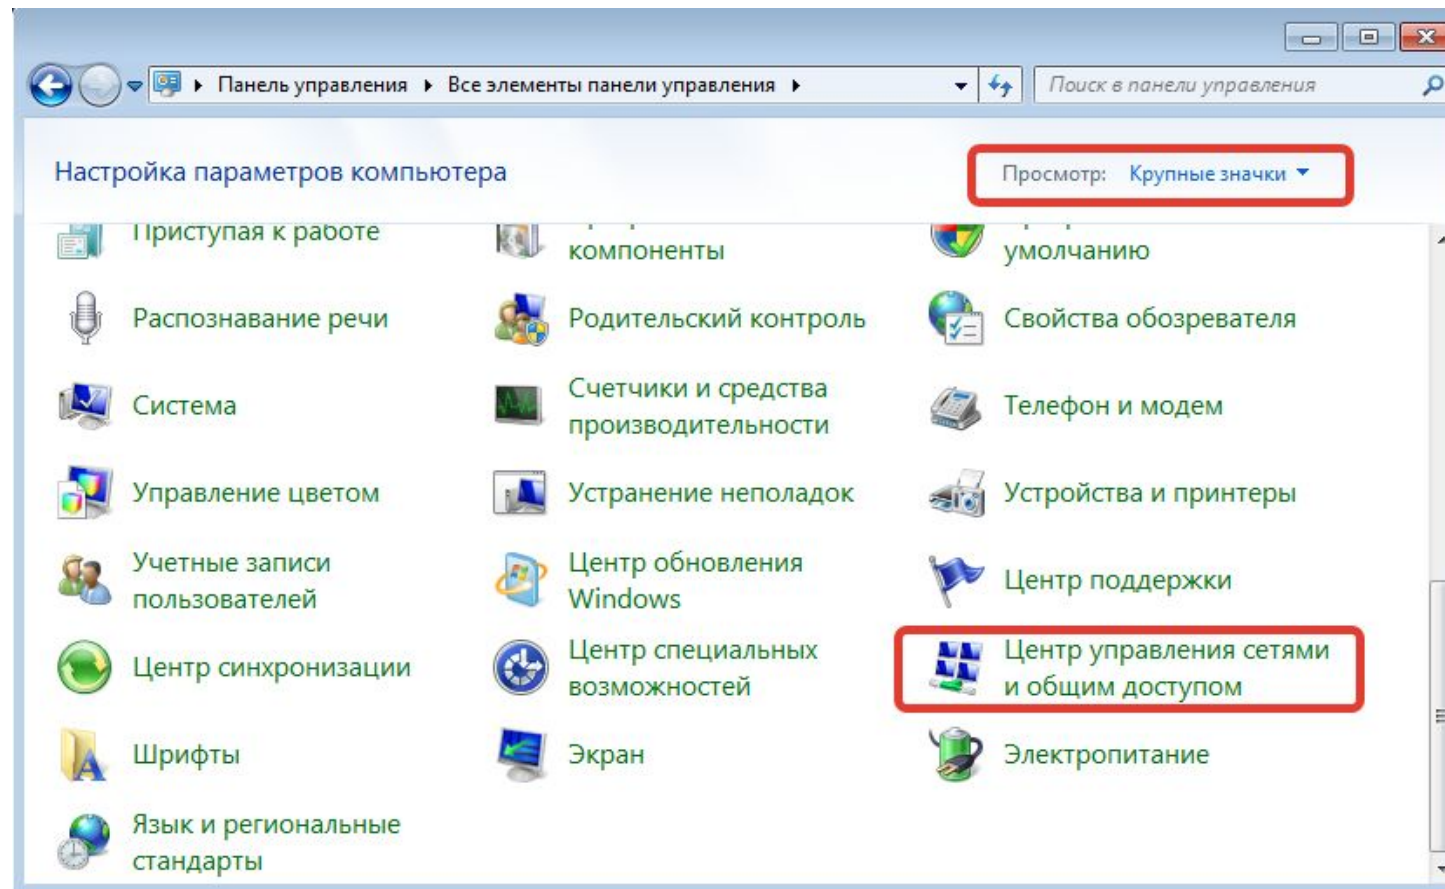 Панель управления
Все элементы панели управления
Поиск в панели управления
Настройка параметров компьютера
Просмотр: Крупные значки
Приступая к работе
компоненты
умолчанию
Распознавание речи
Родительский контроль
Свойства обозревателя
Система
Счетчики и средства
производительности
Телефон и модем
Управление цветом
Устранение неполадок
Устройства и принтеры
Учетные записи
пользователей
Центр обновления
Windows
Центр поддержки
Центр синхронизации
Центр специальных
возможностей
Центр управления сетями
и общим доступом
Шрифты
Экран
Электропитание
Язык и региональные
стандарты